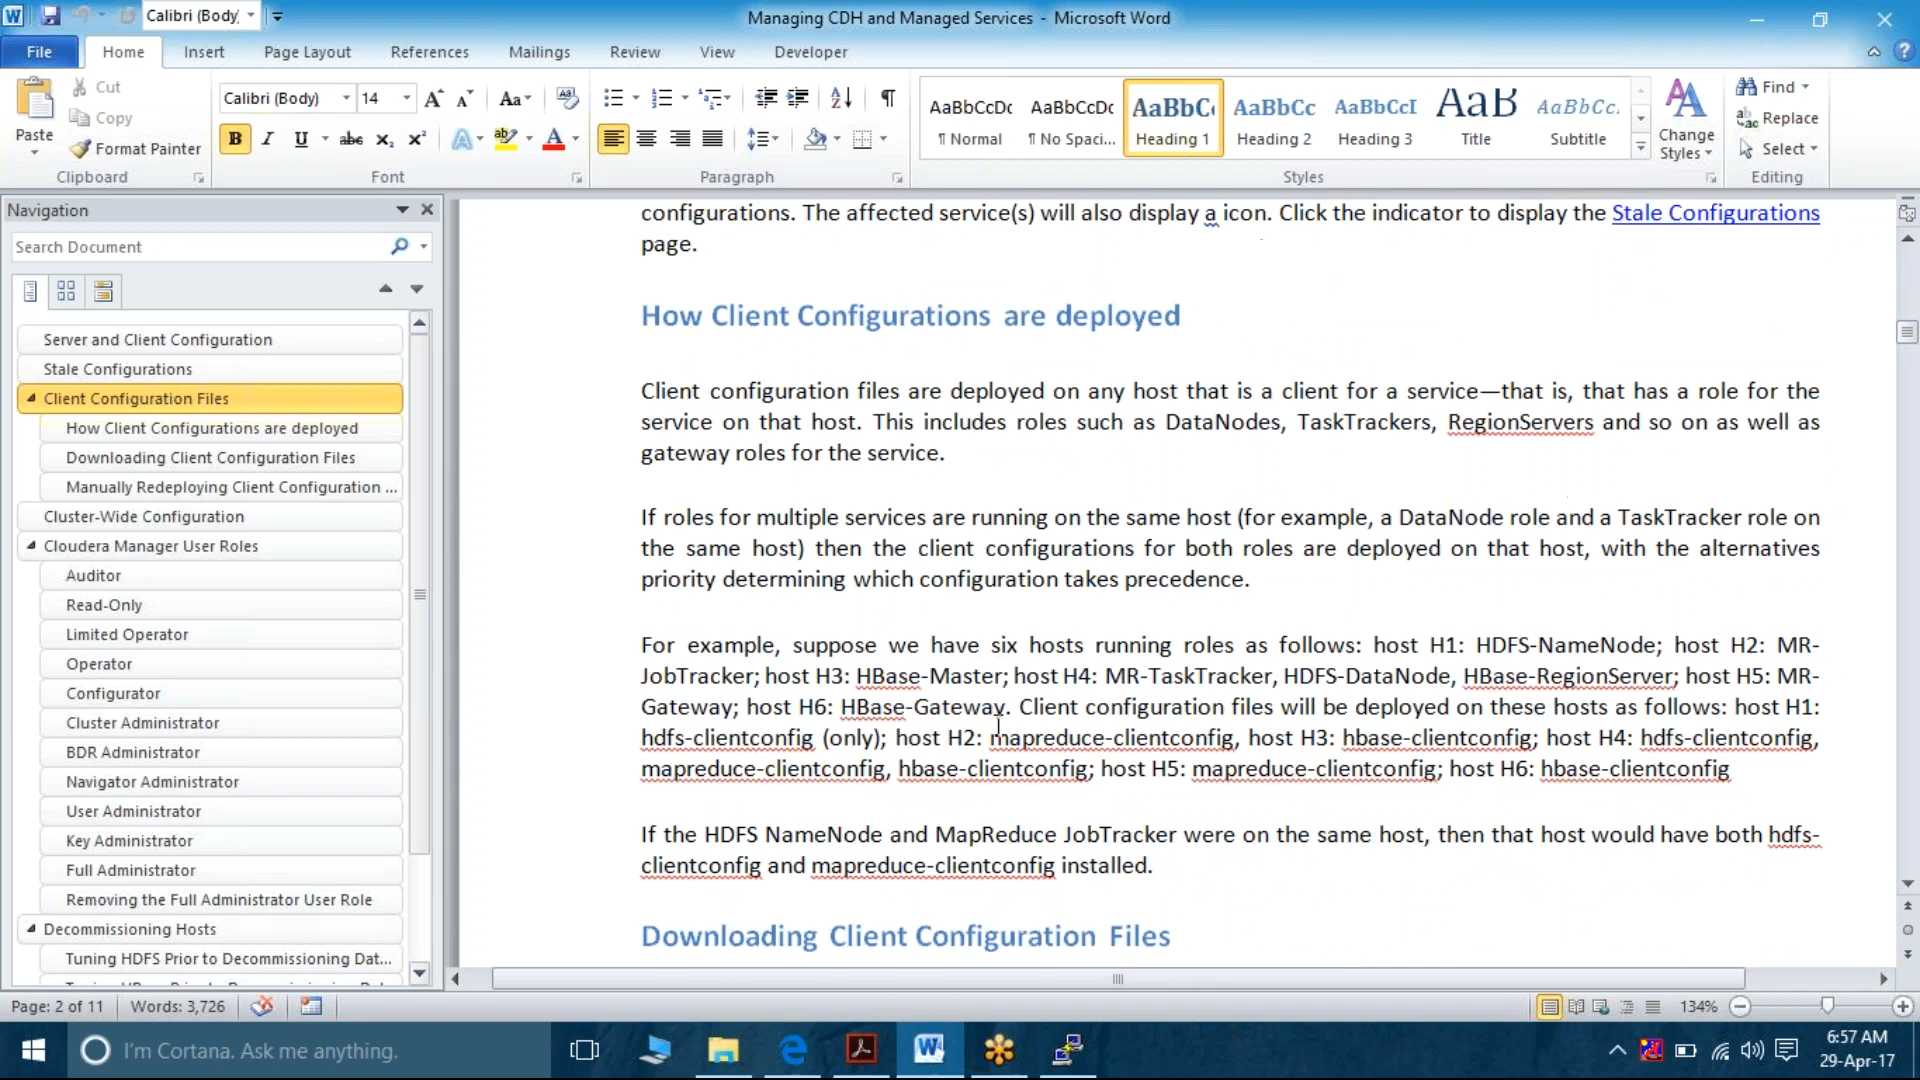 Calibri (Body)
Managing CDH and Managed Services - Microsoft Word
File
Home
Insert
Page Layout
References
Mailings
Review
View
Developer
Paste
Cut
Copy
Format Painter
Clipboard
Calibri (Body)
14
Font
Paragraph
AaBbCcDc
¶ Normal
AaBbCcDc
¶ No Spaci...
AaBbC
Heading 1
AaBbCc
Heading 2
AaBbCcI
Heading 3
AaB
Title
AaBbCc.
Subtitle
Change
Styles
Styles
Find
Replace
Select
Editing
Navigation
Search Document
Server and Client Configuration
Stale Configurations
Client Configuration Files
How Client Configurations are deployed
Downloading Client Configuration Files
Manually Redeploying Client Configuration ...
Cluster-Wide Configuration
Cloudera Manager User Roles
Auditor
Read-Only
Limited Operator
Operator
Configurator
Cluster Administrator
BDR Administrator
Navigator Administrator
User Administrator
Key Administrator
Full Administrator
Removing the Full Administrator User Role
Decommissioning Hosts
Tuning HDFS Prior to Decommissioning Dat...
configurations. The affected service(s) will also display a icon. Click the indicator to display the Stale Configurations
page.
How Client Configurations are deployed
Client configuration files are deployed on any host that is a client for a service—that is, that has a role for the
service on that host. This includes roles such as DataNodes, TaskTrackers, RegionServers and so on as well as
gateway roles for the service.
If roles for multiple services are running on the same host (for example, a DataNode role and a TaskTracker role on
the same host) then the client configurations for both roles are deployed on that host, with the alternatives
priority determining which configuration takes precedence.
For example, suppose we have six hosts running roles as follows: host H1: HDFS-NameNode; host H2: MR-
JobTracker; host H3: HBase-Master; host H4: MR-TaskTracker, HDFS-DataNode, HBase-RegionServer; host H5: MR-
Gateway; host H6: HBase-Gateway. Client configuration files will be deployed on these hosts as follows: host H1:
hdfs-clientconfig (only); host H2: mapreduce-clientconfig, host H3: hbase-clientconfig; host H4: hdfs-clientconfig,
mapreduce-clientconfig, hbase-clientconfig; host H5: mapreduce-clientconfig; host H6: hbase-clientconfig
If the HDFS NameNode and MapReduce JobTracker were on the same host, then that host would have both hdfs-
clientconfig and mapreduce-clientconfig installed.
Downloading Client Configuration Files
Page: 2 of 11
Words: 3,726
134%
I'm Cortana. Ask me anything.
6:57 AM
29-Apr-17